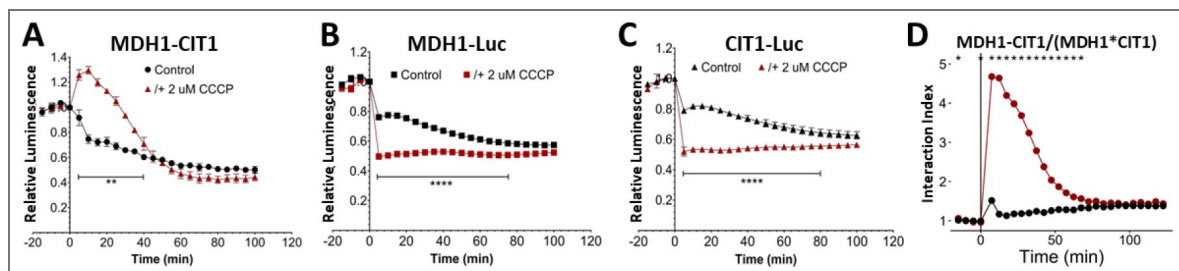 A
MDH1-CIT1
Relative Luminescence
1.4
1.2
1.0
0.8
0.6
0.4
0.2
Control
/+ 2 uM CCCP
**
-20 0 20 40 60 80 100 120
Time (min)
B
MDH1-Luc
Relative Luminescence
1.2
1.0
0.8
0.6
0.4
0.2
Control
/+ 2 uM CCCP
****
-20 0 20 40 60 80 100 120
Time (min)
C
CIT1-Luc
Relative Luminescence
1.2
1.0
0.8
0.6
0.4
0.2
Control
/+ 2 uM CCCP
****
-20 0 20 40 60 80 100 120
Time (min)
D
MDH1-CIT1/(MDH1*CIT1)
Interaction Index
5
4
3
2
1
0 50 100
Time (min)